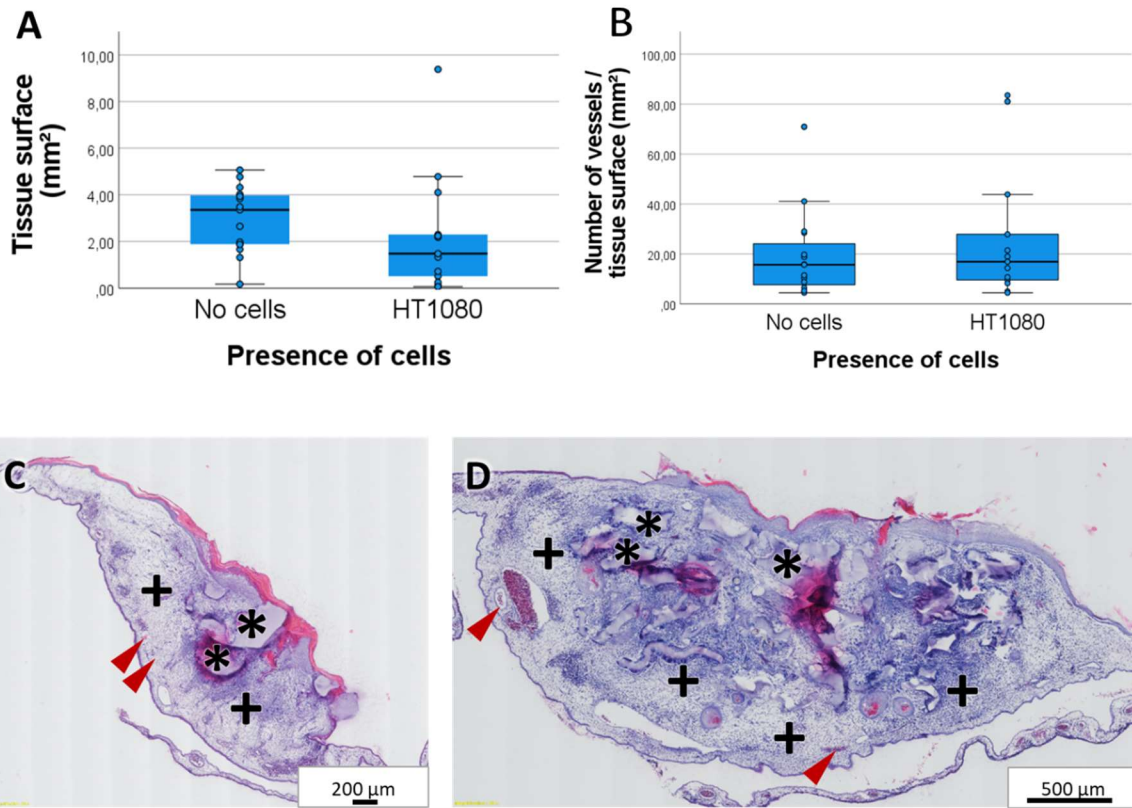 A
Tissue surface
(mm²)
10,00
8,00
6,00
4,00
2,00
,00
No cells
HT1080
Presence of cells
B
Number of vessels /
tissue surface (mm²)
100,00
80,00
60,00
40,00
20,00
,00
No cells
HT1080
Presence of cells
C
+
*
*
+
200 µm
D
*
+
*
*
+
+
+
500 µm